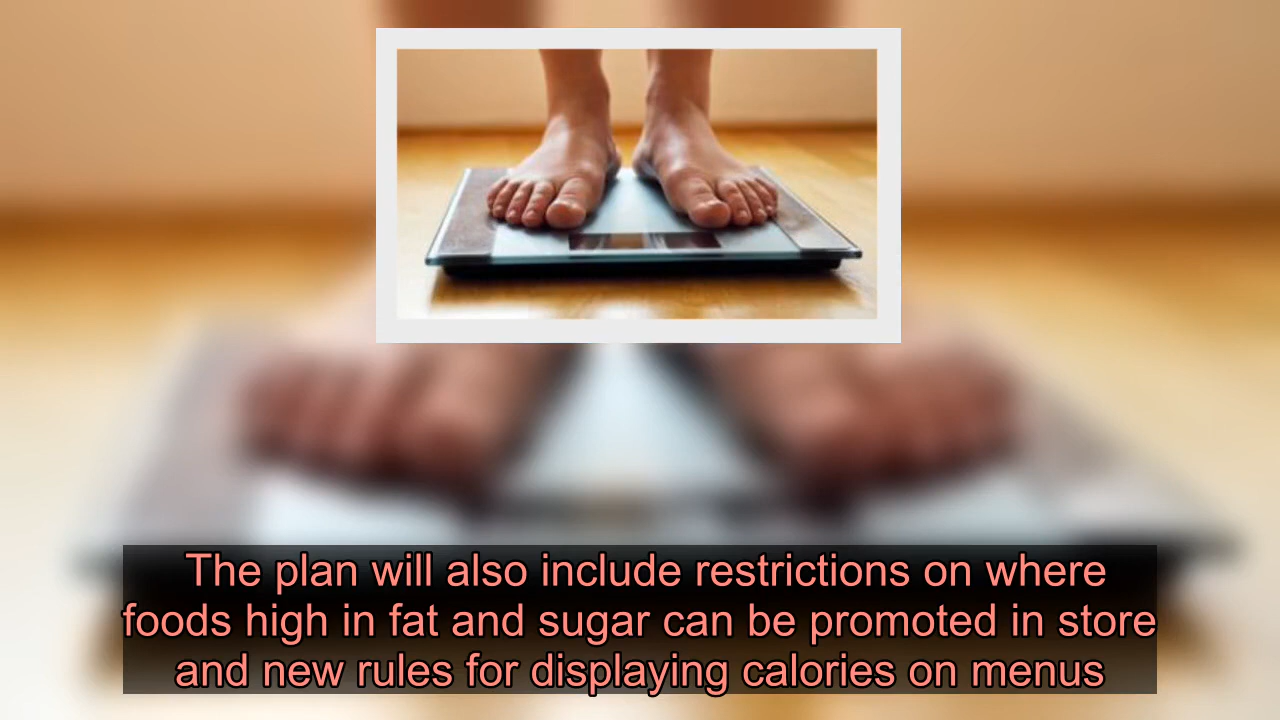 The plan will also include restrictions on where
foods high in fat and sugar can be promoted in store
and new rules for displaying calories on menus